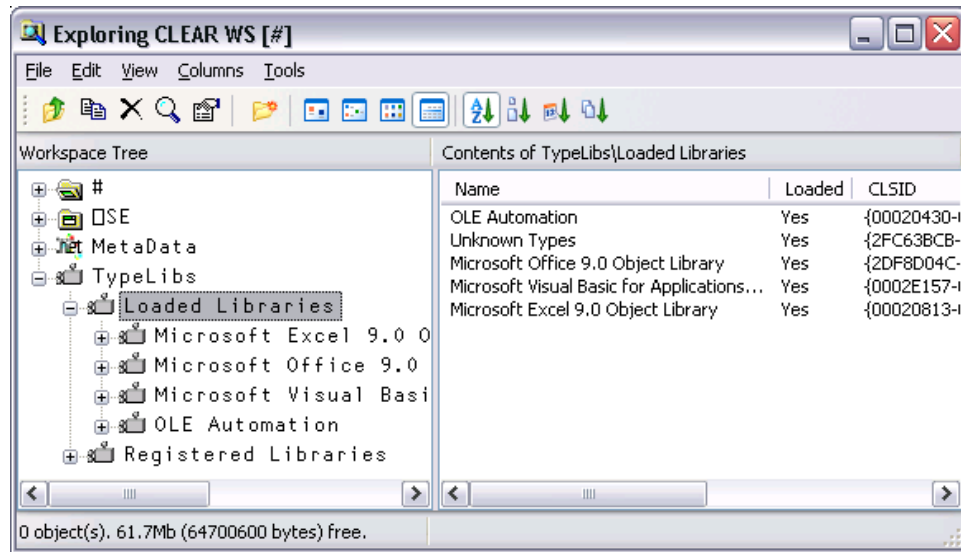 Exploring CLEAR WS [#]
File Edit View Columns Tools
Workspace Tree
Contents of TypeLibs\Loaded Libraries
#
⎕SE
MetaData
TypeLibs
Loaded Libraries
Microsoft Excel 9.0 O
Microsoft Office 9.0
Microsoft Visual Basi
OLE Automation
Registered Libraries
Name Loaded CLSID
OLE Automation Yes {00020430-
Unknown Types Yes {2FC63BCB-
Microsoft Office 9.0 Object Library Yes {2DF8D04C-
Microsoft Visual Basic for Applications... Yes {0002E157-
Microsoft Excel 9.0 Object Library Yes {00020813-
0 object(s). 61.7Mb (64700600 bytes) free.